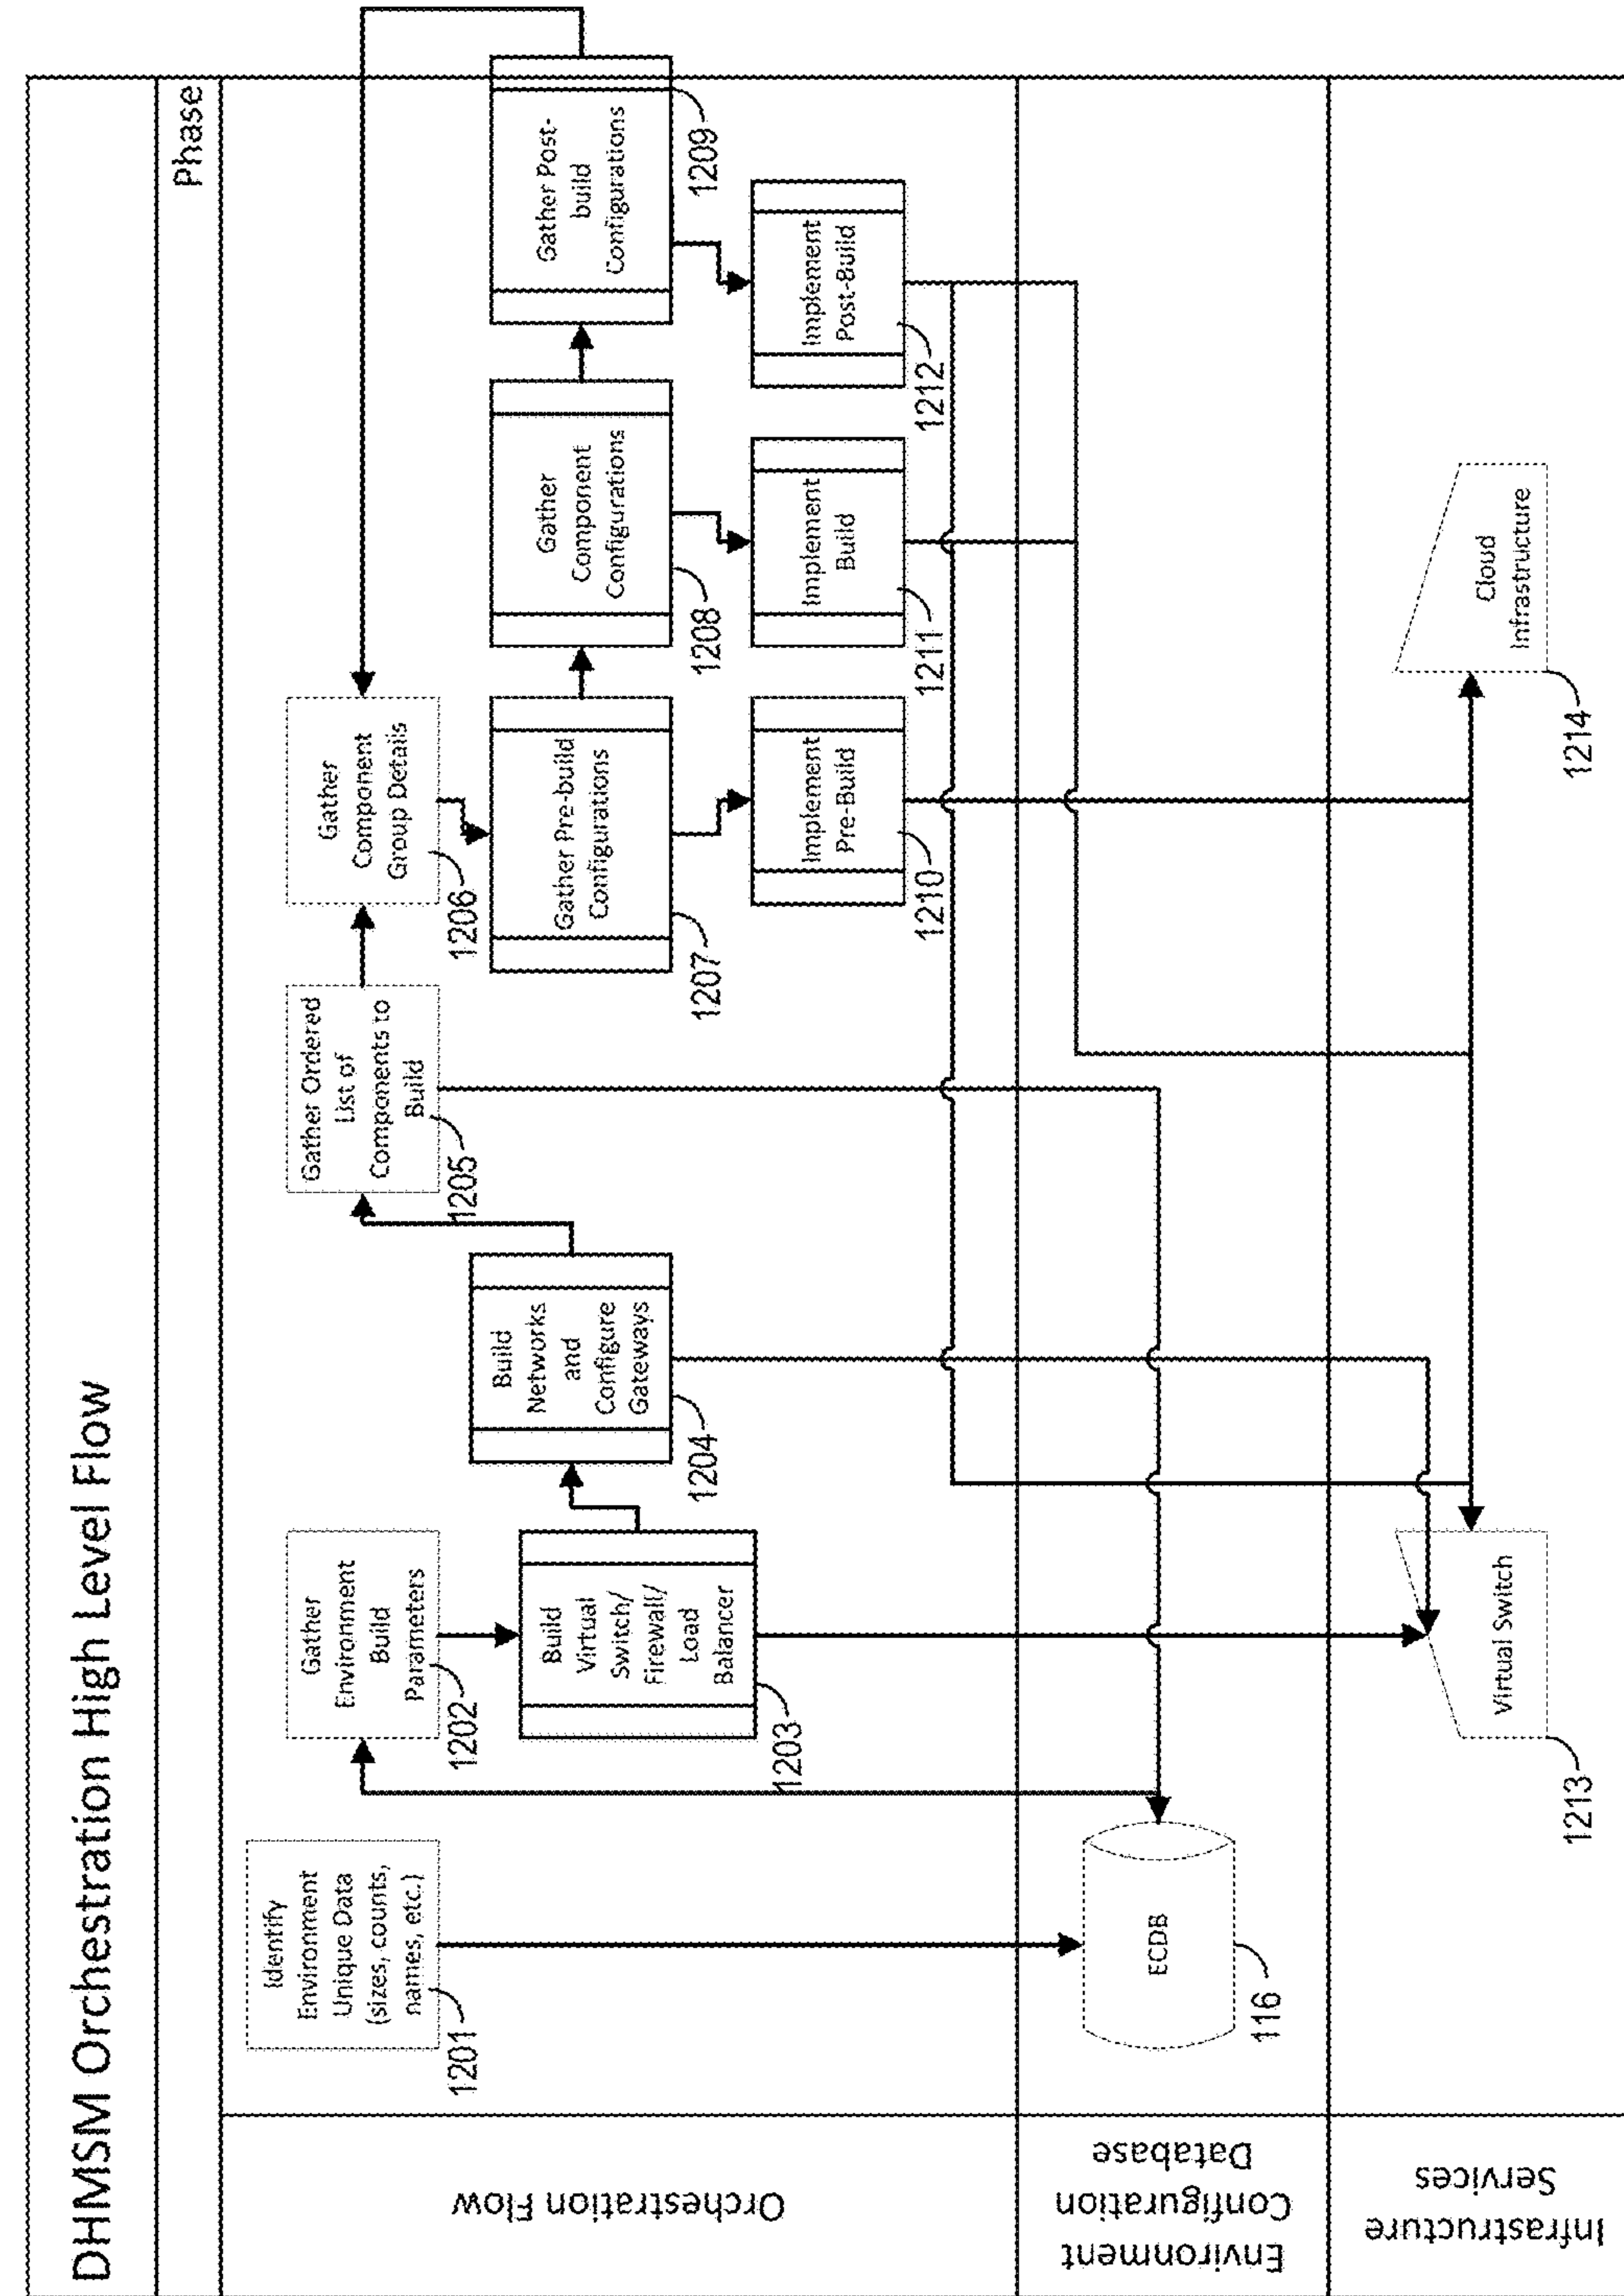 DHMSM Orchestration High Level Flow
Phase
Orchestration Flow
Identify
Environment
Unique Data
(sizes, counts,
names, etc.)
1201
Gather
Environment
Build
Parameters
1202
Build
Virtual
Switch/
Firewall/
Load
Balancer
1203
Build
Networks
and
Configure
Gateways
1204
Gather Ordered
List of
Components to
Build
1205
Gather
Component
Group Details
1206
Gather Pre-build
Configurations
1207
Gather
Component
Configurations
1208
Gather Post-
build
Configurations
1209
Implement
Pre-Build
1210
Implement
Build
1211
Implement
Post-Build
1212
Environment
Configuration
Database
ECDB
116
Infrastructure
Services
Virtual Switch
1213
Cloud
Infrastructure
1214